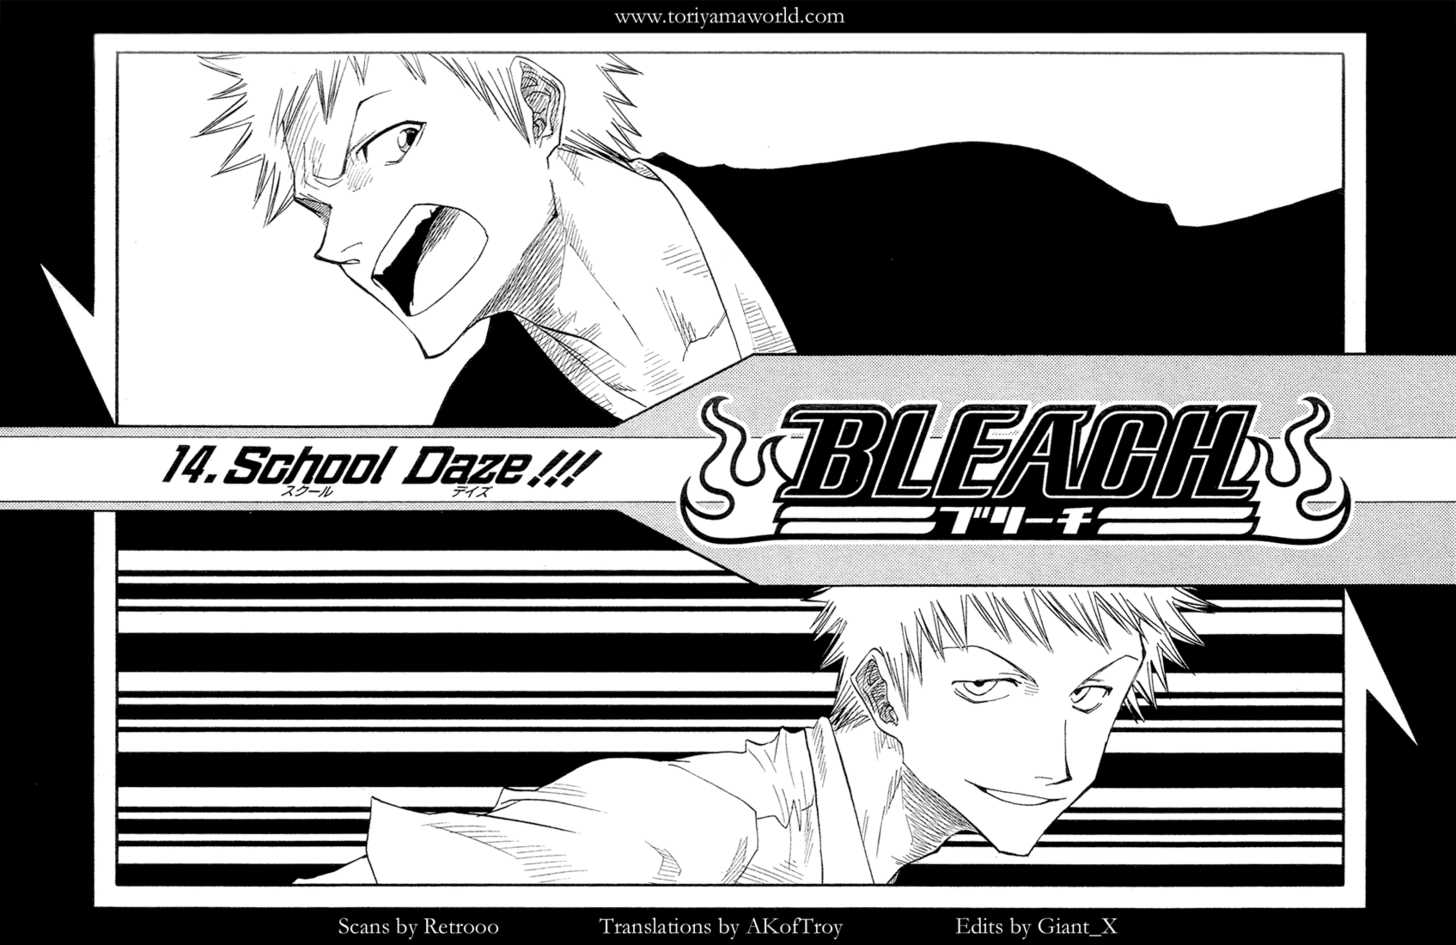 www.toriyamaworld.com
14. School Daze!!!
スクール デイズ
BLEACH
ブリーチ
Scans by Retrooo Translations by AKofTroy Edits by Giant_X